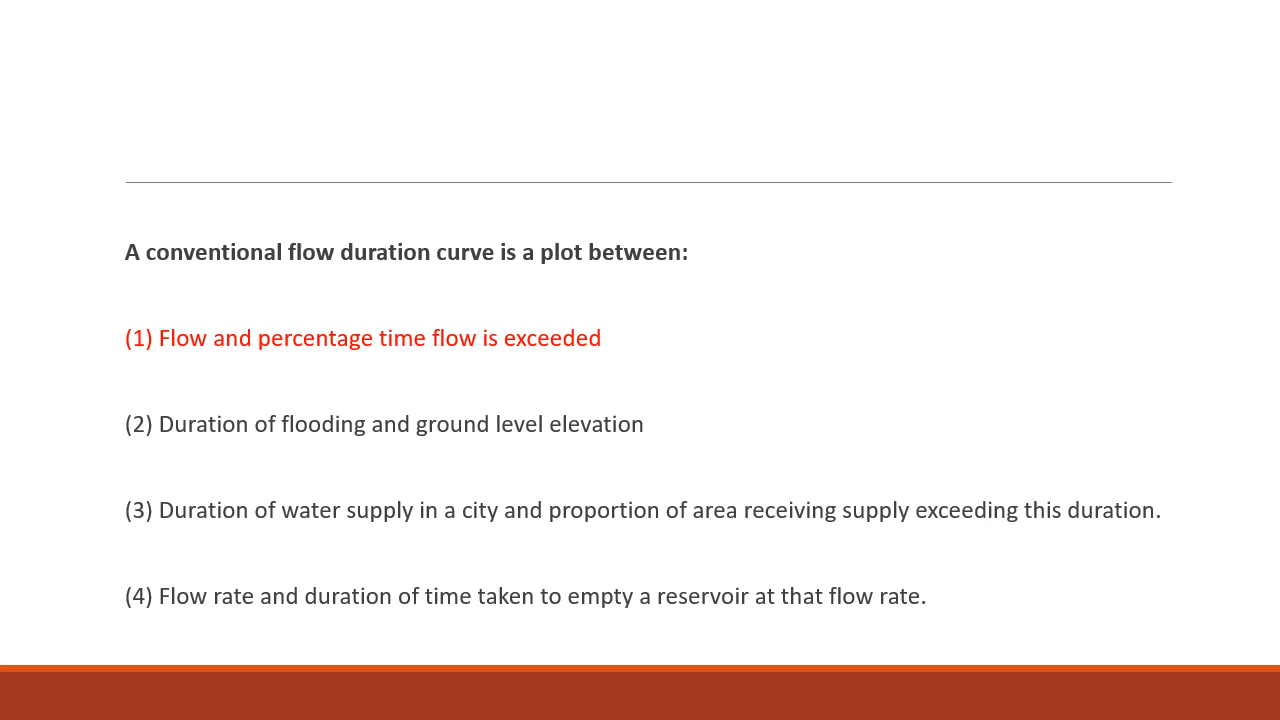 A conventional flow duration curve is a plot between:
(1) Flow and percentage time flow is exceeded
(2) Duration of flooding and ground level elevation
(3) Duration of water supply in a city and proportion of area receiving supply exceeding this duration.
(4) Flow rate and duration of time taken to empty a reservoir at that flow rate.